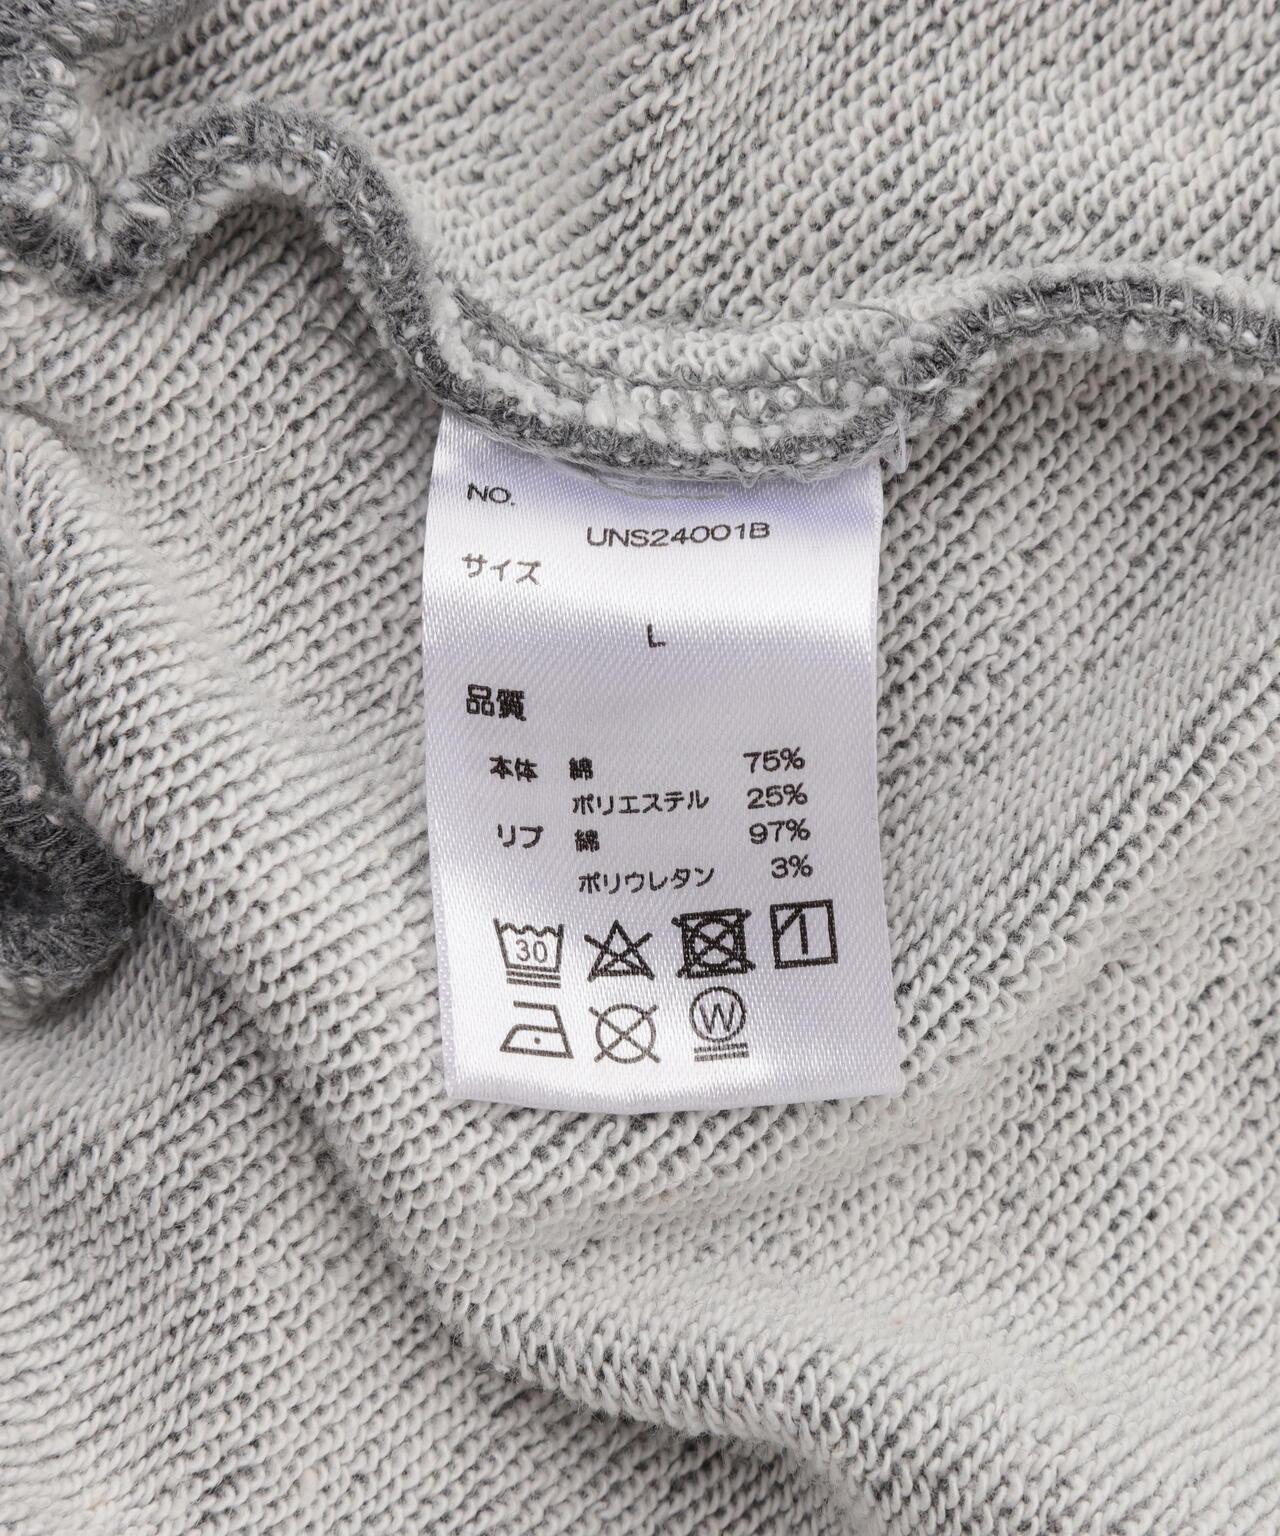 NO.
UNS24001B
サイズ
L
品質
本体 綿 75%
ポリエステル 25%
リブ 綿 97%
ポリウレタン 3%
30
W